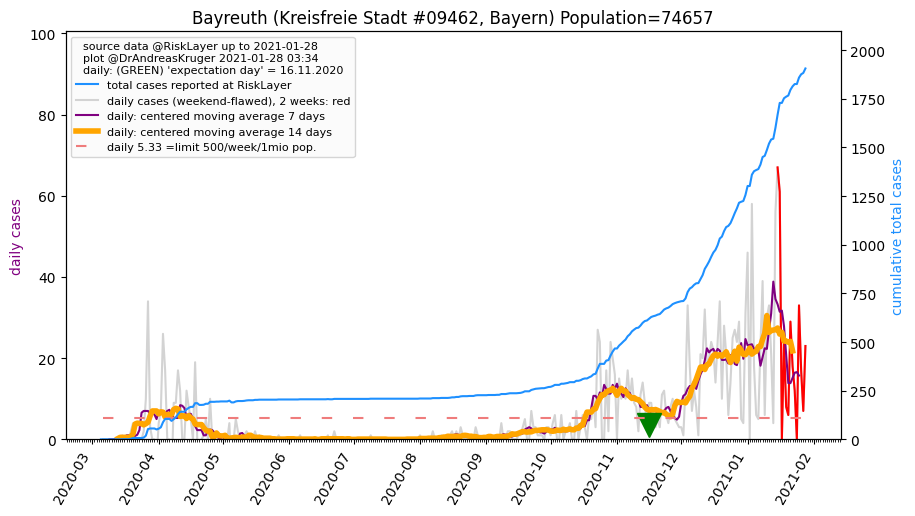 Bayreuth (Kreisfreie Stadt #09462, Bayern) Population=74657
source data @RiskLayer up to 2021-01-28
plot @DrAndreasKruger 2021-01-28 03:34
daily: (GREEN) 'expectation day' = 16.11.2020
total cases reported at RiskLayer
daily cases (weekend-flawed), 2 weeks: red
daily: centered moving average 7 days
daily: centered moving average 14 days
daily 5.33 =limit 500/week/1mio pop.
daily cases
100
80
60
40
20
0
cumulative total cases
2000
1750
1500
1250
1000
750
500
250
0
2020-03
2020-04
2020-05
2020-06
2020-07
2020-08
2020-09
2020-10
2020-11
2020-12
2021-01
2021-02